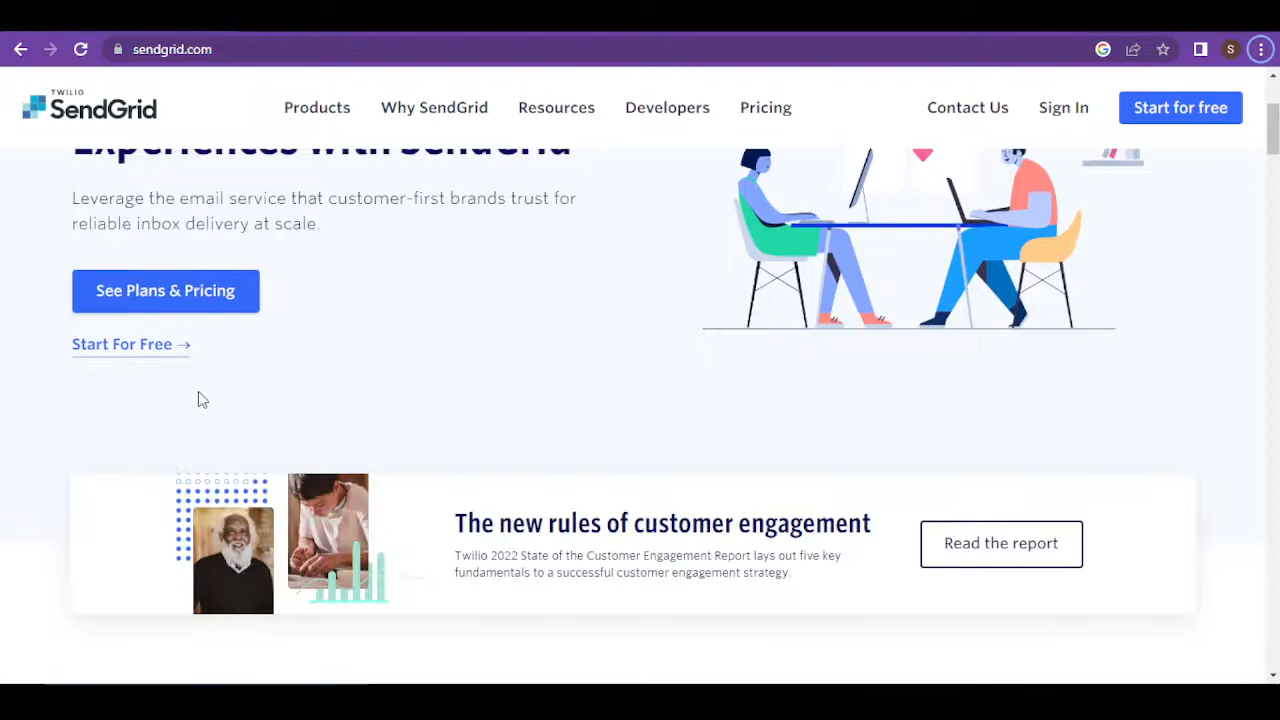 sendgrid.com
S
TWILIO
SendGrid
Products
Why SendGrid
Resources
Developers
Pricing
Contact Us
Sign In
Start for free
Experiences with SendGrid
Leverage the email service that customer-first brands trust for
reliable inbox delivery at scale.
See Plans & Pricing
Start For Free →
The new rules of customer engagement
Twilio 2022 State of the Customer Engagement Report lays out five key
fundamentals to a successful customer engagement strategy.
Read the report